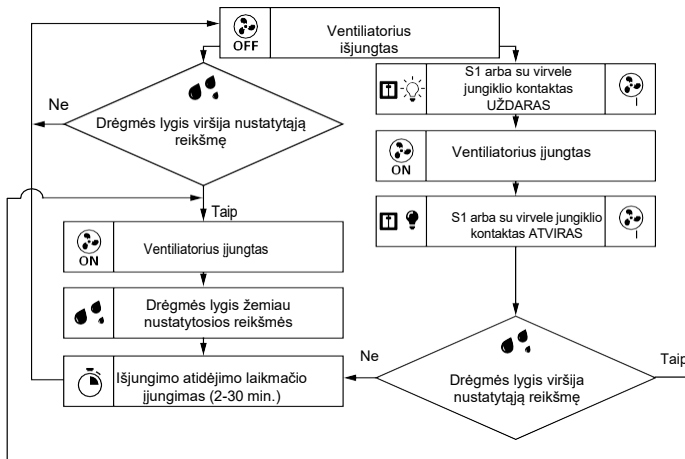 OFF
Ventiliatorius
išjungtas
Ne
Drėgmės lygis viršija nustatytąją
reikšmę
Taip
ON
Ventiliatorius įjungtas
Drėgmės lygis žemiau
nustatytosios reikšmės
Išjungimo atidėjimo laikmačio
įjungimas (2-30 min.)
S1 arba su virvele
jungiklio kontaktas
UŽDARAS
ON
Ventiliatorius įjungtas
S1 arba su virvele jungiklio
kontaktas ATVIRAS
Ne
Drėgmės lygis viršija
nustatytąją reikšmę
Taip